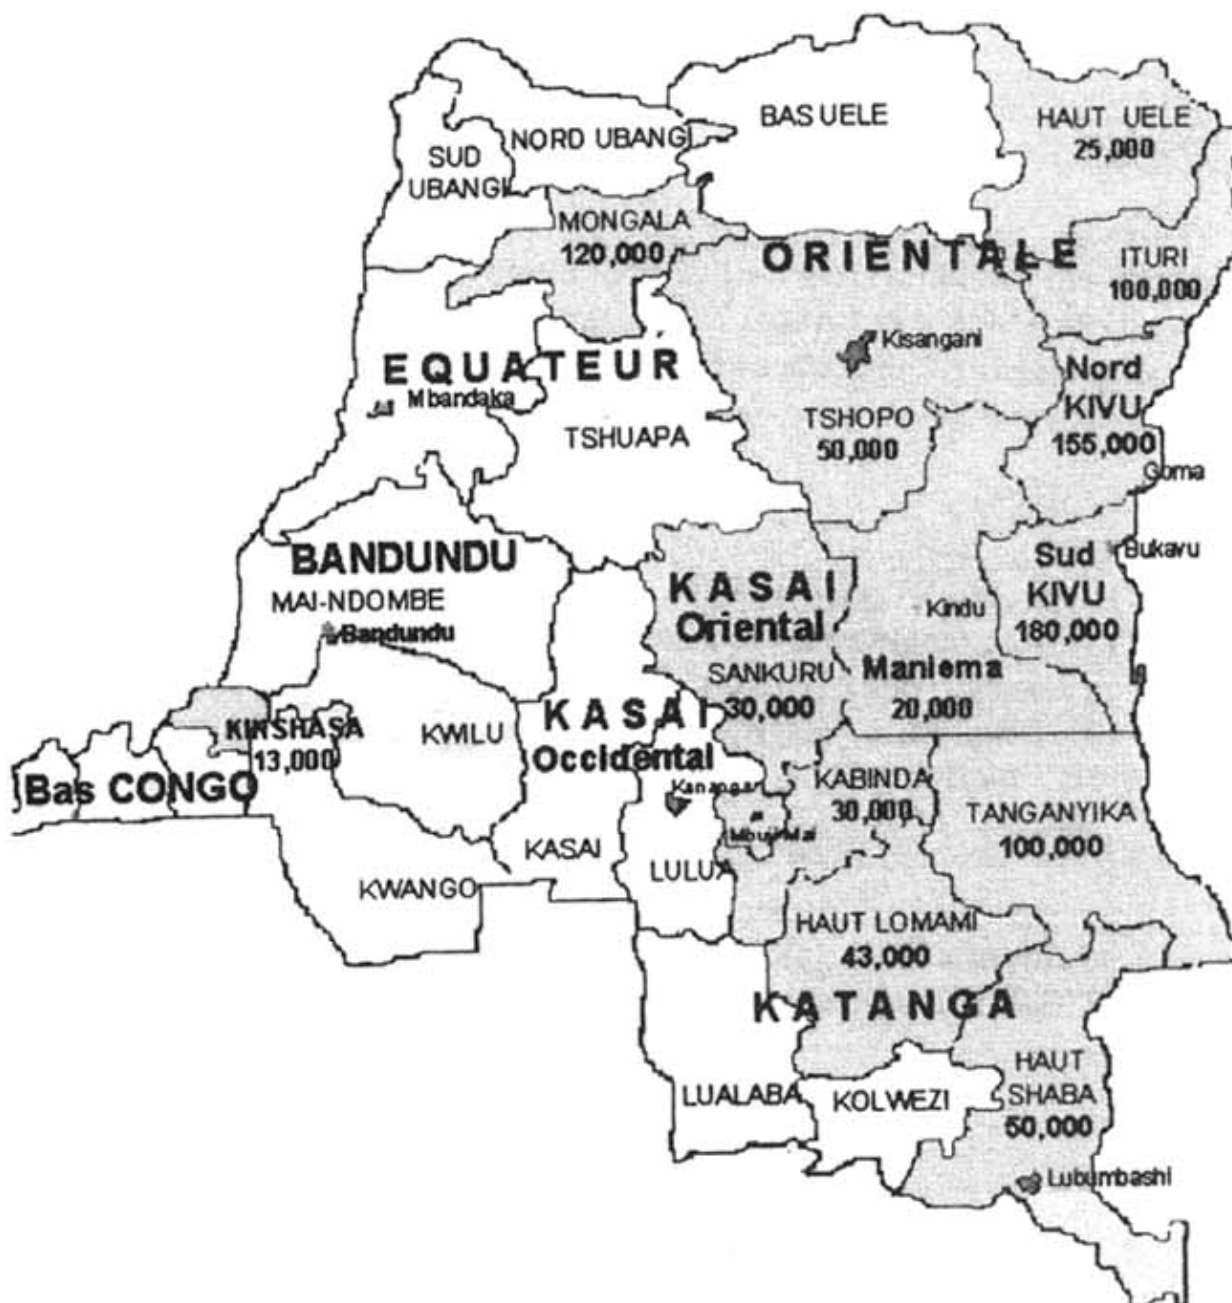 BAS UELE
HAUT UELE
25,000
NORD UBANGI
SUD
UBANGI
MONGALA
120,000
ORIENTALE
ITURI
100,000
Kisangani
EQUATEUR
Mbandaka
Nord
KIVU
155,000
TSHOPO
50,000
TSHUAPA
Goma
BANDUNDU
MAI-NDOMBE
Bandundu
Sud
KIVU
180,000
Bukavu
KASAI
Oriental
Kindu
SANKURU
30,000
Maniema
20,000
KINSHASA
13,000
KWILU
KASAI
Occidental
Kananga
Bas CONGO
KABINDA
30,000
Mbuji Mai
TANGANYIKA
100,000
KASAI
LULUA
KWANGO
HAUT LOMAMI
43,000
KATANGA
HAUT
SHABA
50,000
LUALABA
KOLWEZI
Lubumbashi